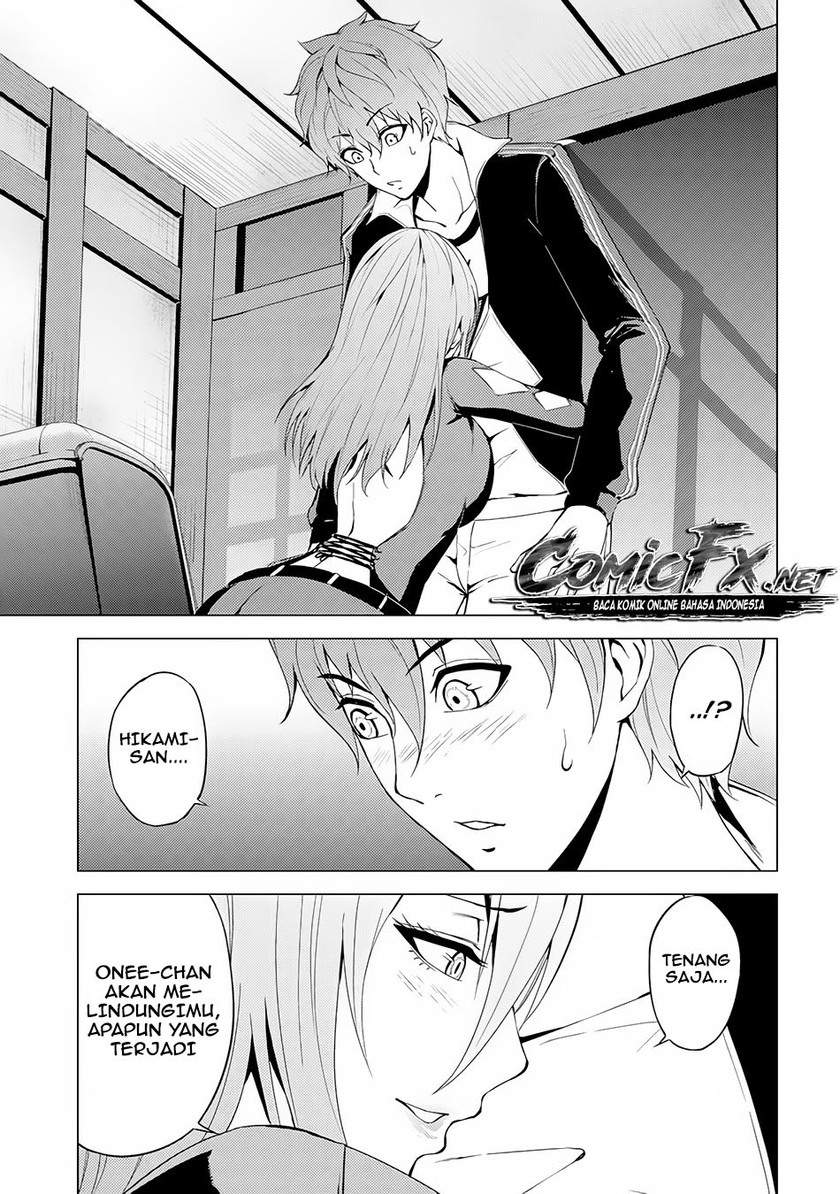 COMICFX.NET
BACA KOMIK ONLINE BAHASA INDONESIA
..!?
HIKAMI-
SAN....
TENANG
SAJA...
ONEE-CHAN
AKAN ME-
LINDUNGIMU,
APAPUN YANG
TERJADI